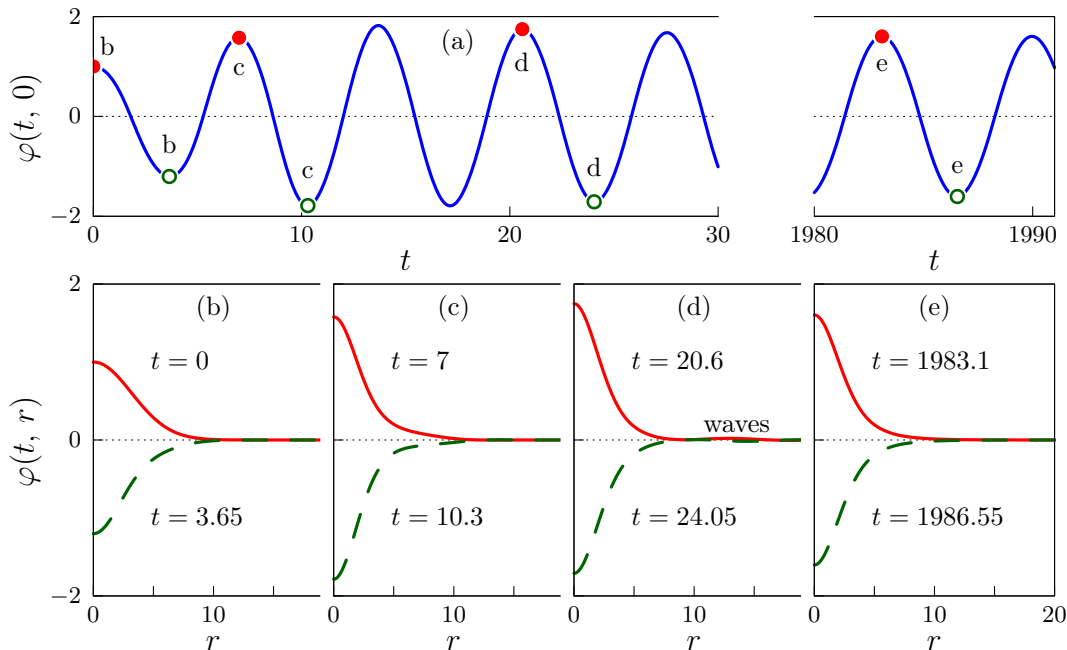 2
(a)
b
c
d
e
φ(t, 0)
0
b
c
d
e
−2
0
10
20
30
1980
1990
t
t
2
(b)
(c)
(d)
(e)
t = 0
t = 7
t = 20.6
t = 1983.1
φ(t, r)
0
waves
t = 3.65
t = 10.3
t = 24.05
t = 1986.55
−2
0
10
0
10
0
10
0
10
20
r
r
r
r